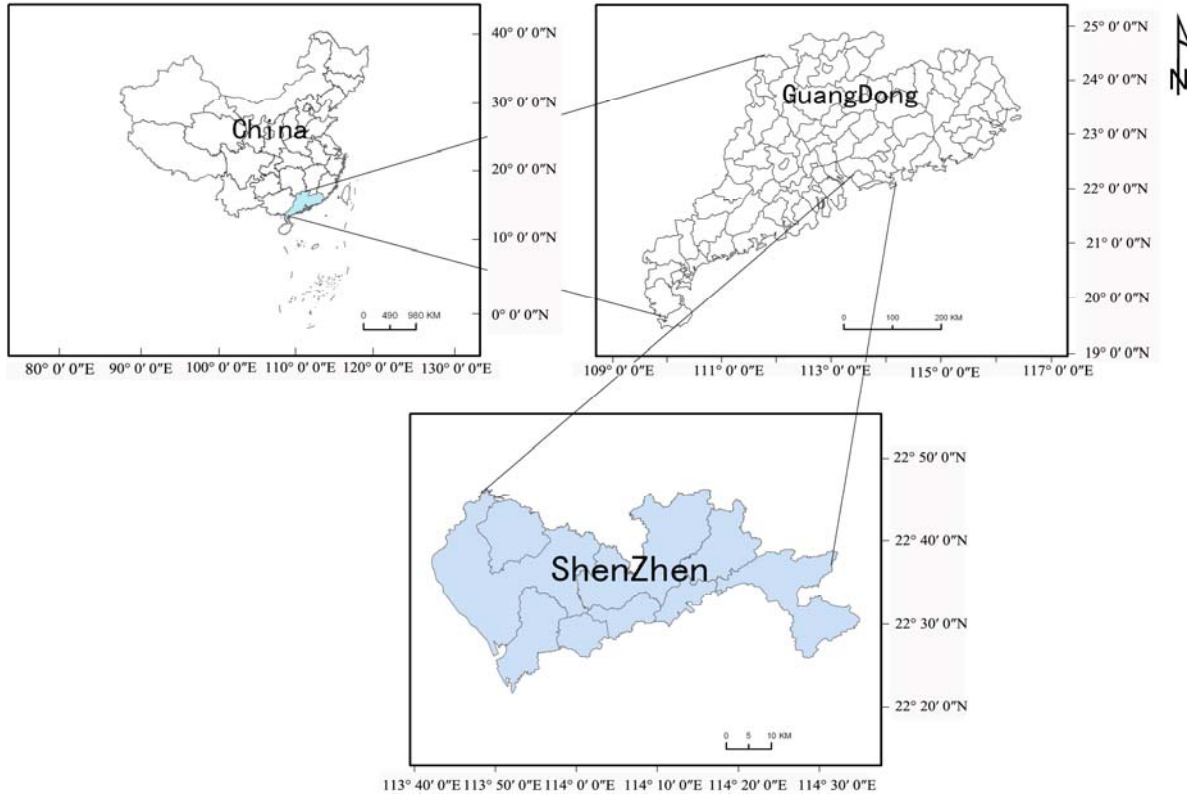 China
40° 0′ 0″N
30° 0′ 0″N
20° 0′ 0″N
10° 0′ 0″N
0° 0′ 0″N
0 490 980 KM
80° 0′ 0″E 90° 0′ 0″E 100° 0′ 0″E 110° 0′ 0″E 120° 0′ 0″E 130° 0′ 0″E
GuangDong
25° 0′ 0″N
24° 0′ 0″N
23° 0′ 0″N
22° 0′ 0″N
21° 0′ 0″N
20° 0′ 0″N
19° 0′ 0″N
0 100 200 KM
109° 0′ 0″E 111° 0′ 0″E 113° 0′ 0″E 115° 0′ 0″E 117° 0′ 0″E
N
ShenZhen
22° 50′ 0″N
22° 40′ 0″N
22° 30′ 0″N
22° 20′ 0″N
0 5 10 KM
113° 40′ 0″E 113° 50′ 0″E 114° 0′ 0″E 114° 10′ 0″E 114° 20′ 0″E 114° 30′ 0″E